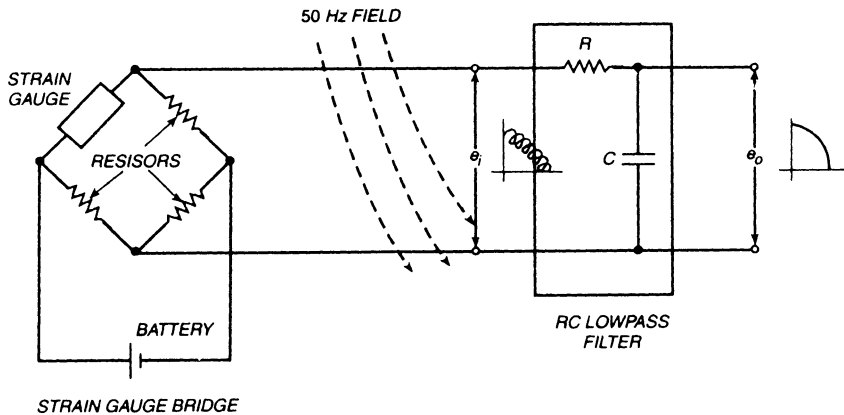 50 Hz FIELD
STRAIN
GAUGE
RESISORS
R
e_i
C
e_o
BATTERY
RC LOWPASS
FILTER
STRAIN GAUGE BRIDGE